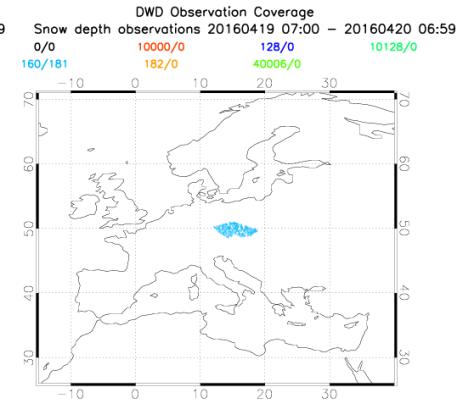 DWD Observation Coverage
9 Snow depth observations 20160419 07:00 – 20160420 06:59
0/0 10000/0 128/0 10128/0
160/181 182/0 40006/0
-10 0 10 20 30
70 70
60 60
50 50
40 40
30 30
-10 0 10 20 30